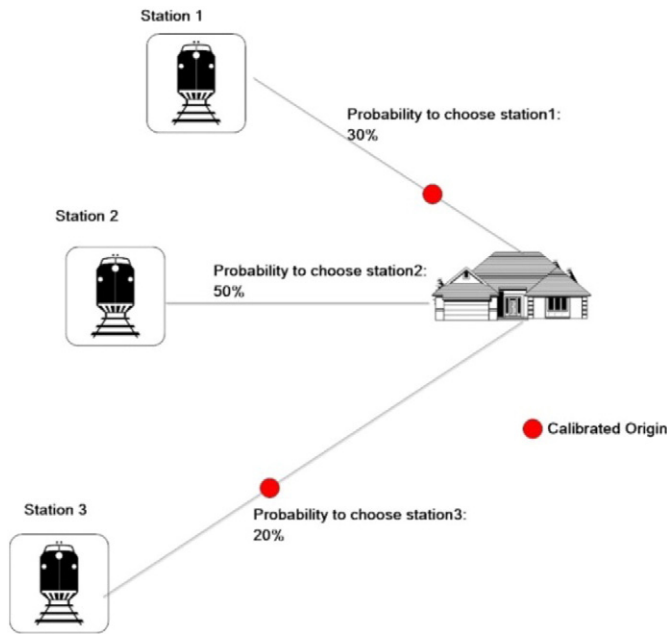 Station 1
Probability to choose station1:
30%
Station 2
Probability to choose station2:
50%
Calibrated Origin
Station 3
Probability to choose station3:
20%